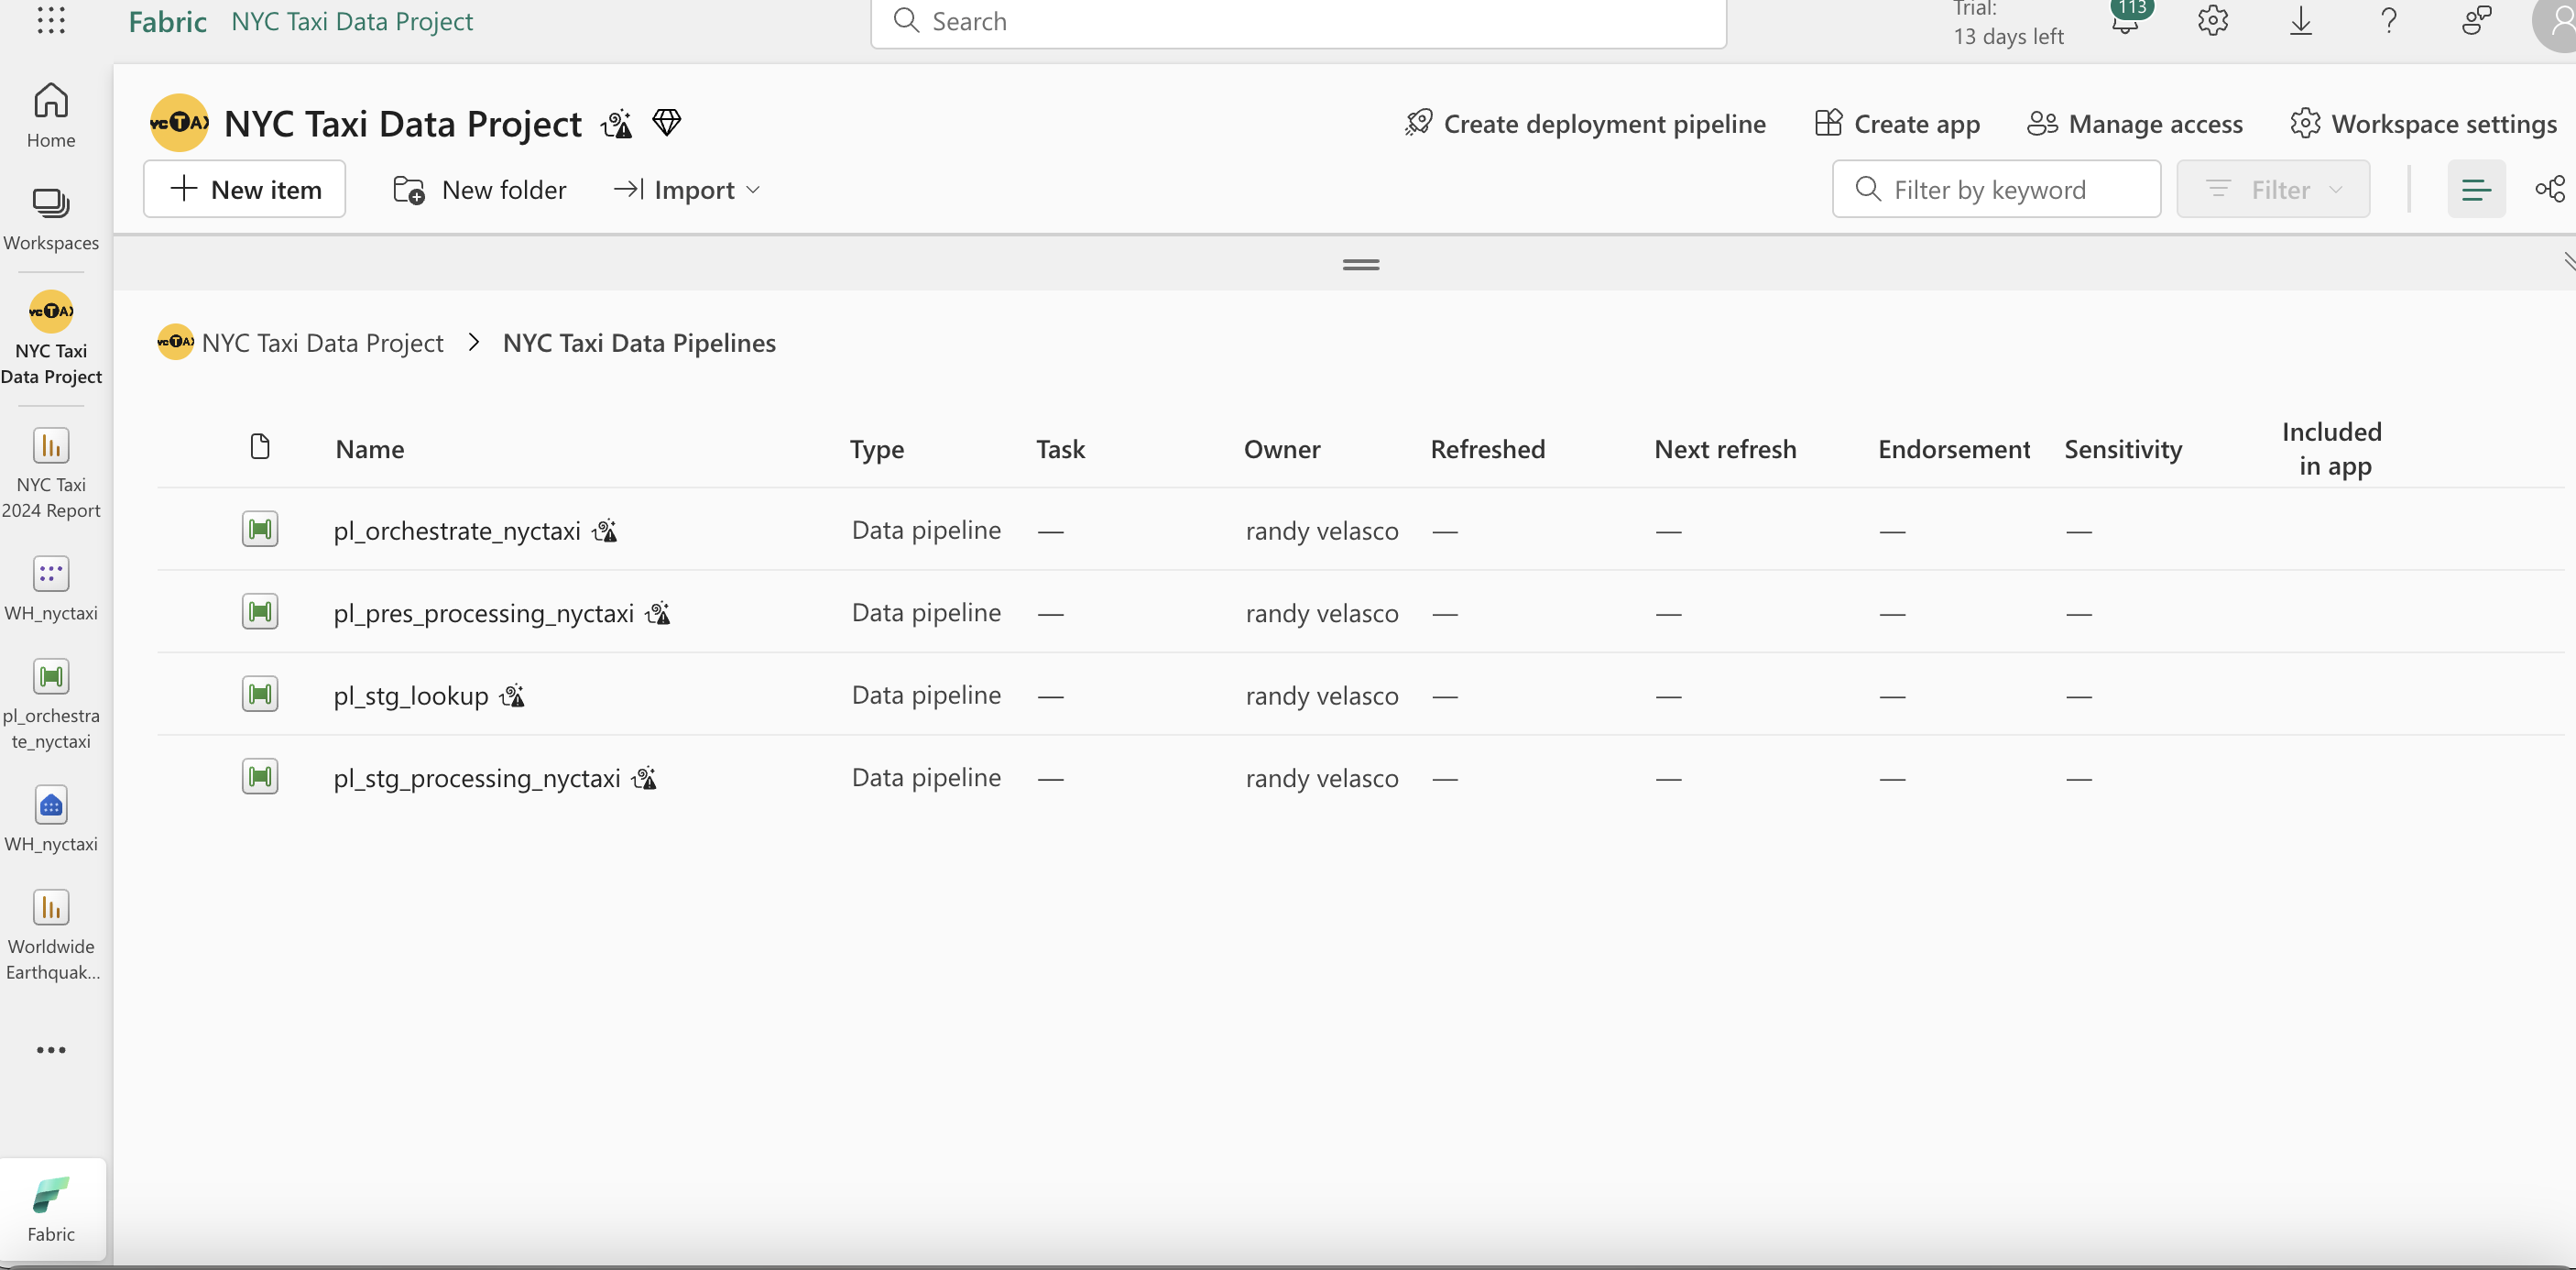 Fabric NYC Taxi Data Project
Search
Trial:
13 days left
113
Home
Workspaces
NYC Taxi
Data Project
NYC Taxi
2024 Report
WH_nyctaxi
pl_orchestra
te_nyctaxi
WH_nyctaxi
Worldwide
Earthquak...
Fabric
NYC Taxi Data Project
Create deployment pipeline
Create app
Manage access
Workspace settings
New item
New folder
Import
Filter by keyword
Filter
NYC Taxi Data Project > NYC Taxi Data Pipelines
Name Type Task Owner Refreshed Next refresh Endorsement Sensitivity Included
in app
pl_orchestrate_nyctaxi Data pipeline — randy velasco — — — —
pl_pres_processing_nyctaxi Data pipeline — randy velasco — — — —
pl_stg_lookup Data pipeline — randy velasco — — — —
pl_stg_processing_nyctaxi Data pipeline — randy velasco — — — —